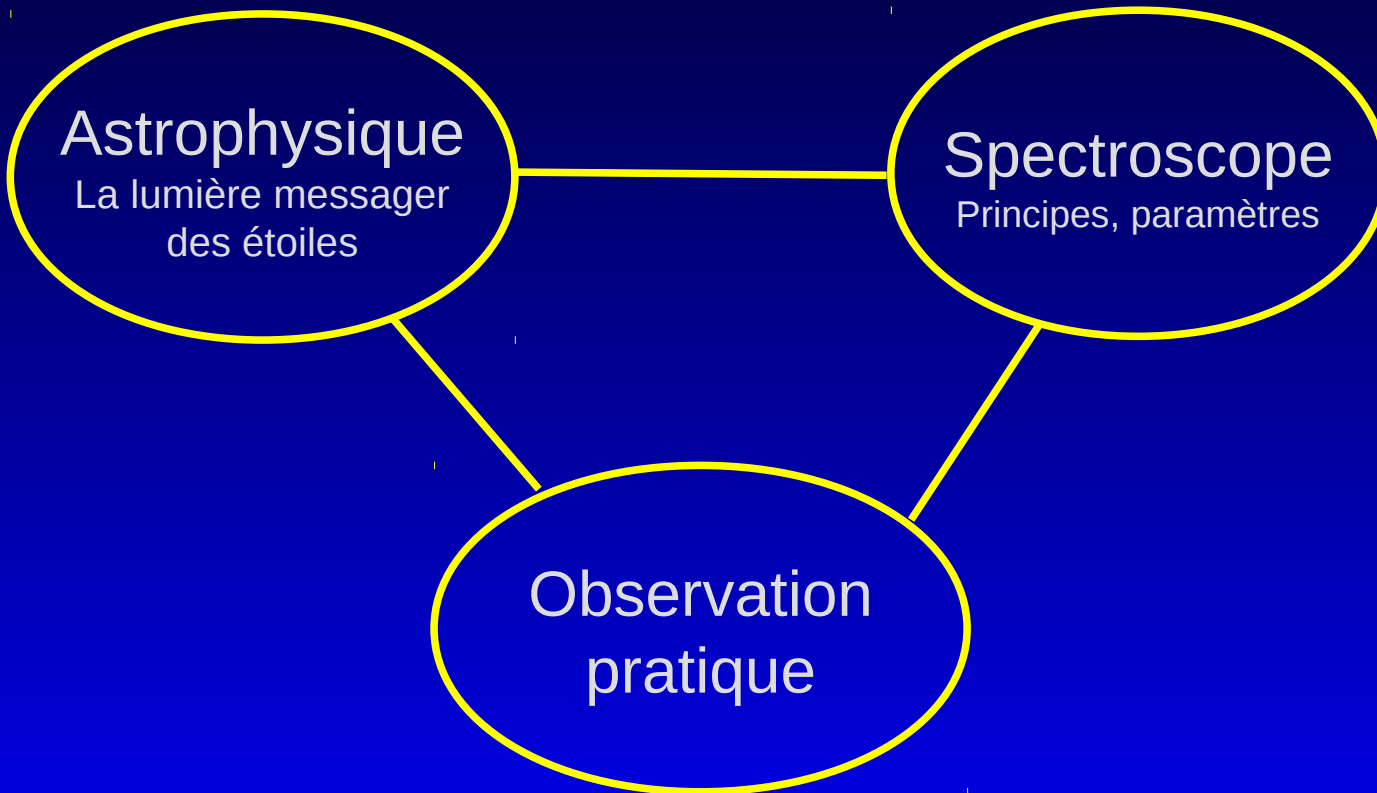 Astrophysique
La lumière messager
des étoiles
Spectroscope
Principes, paramètres
Observation
pratique